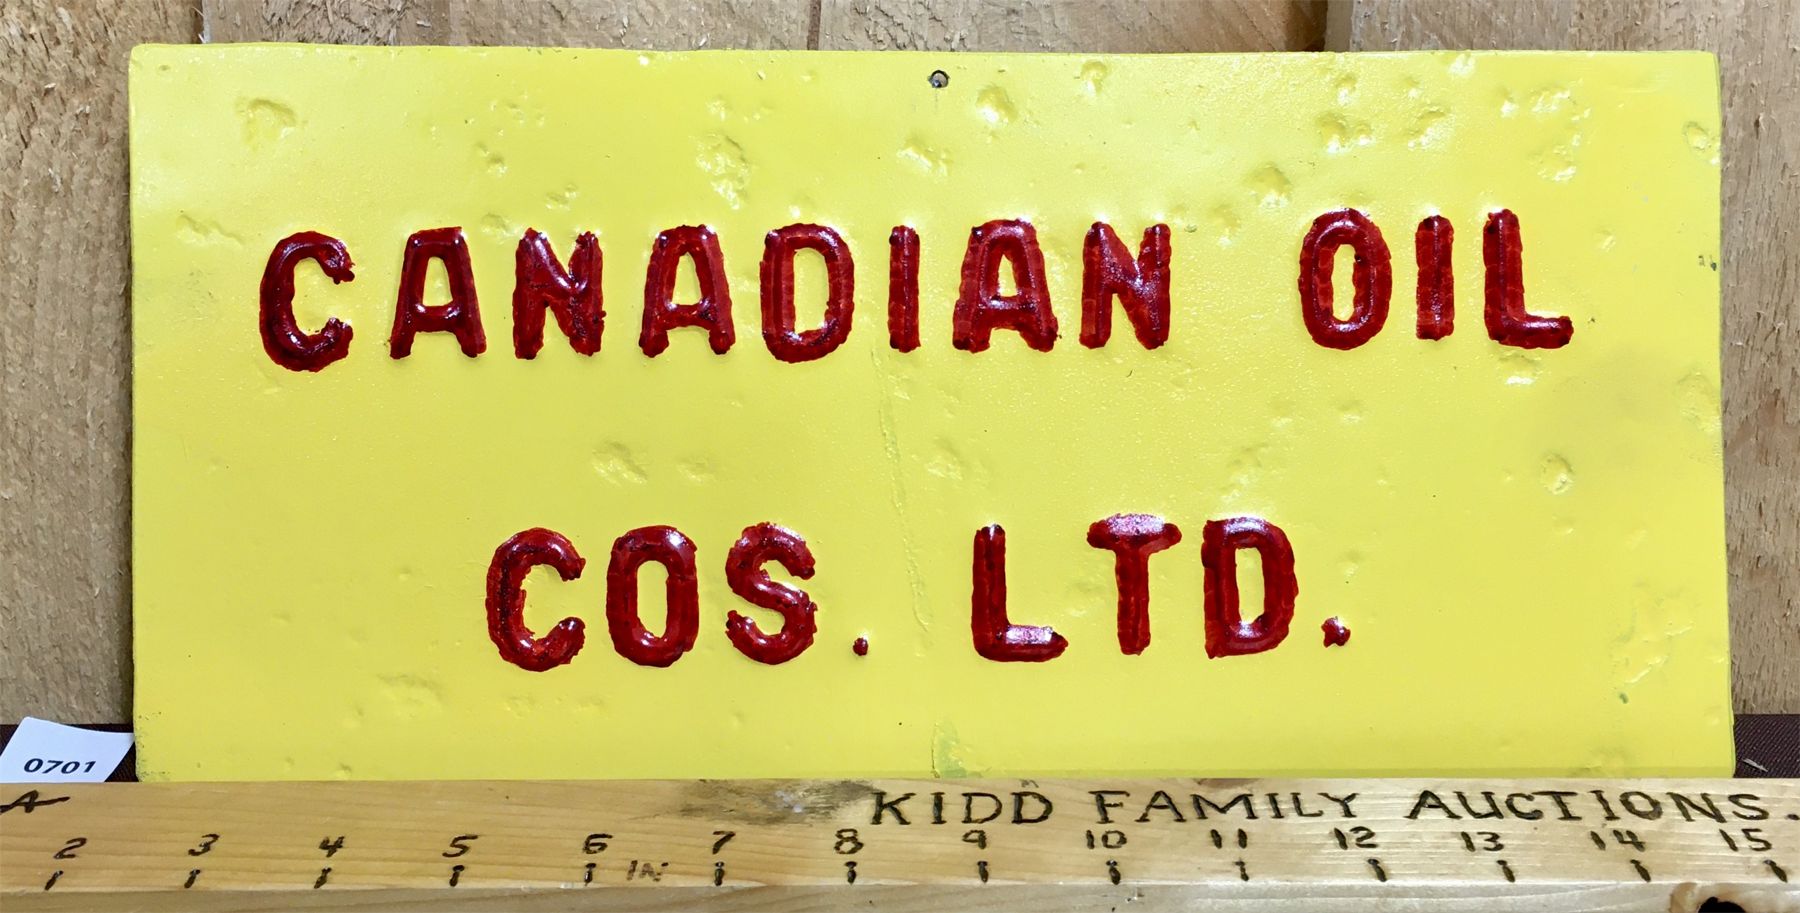 CANADIAN OIL
COS. LTD.
0701
A
KIDD FAMILY AUCTIONS.
2 3 4 5 6 7 8 9 10 11 12 13 14 15
IN